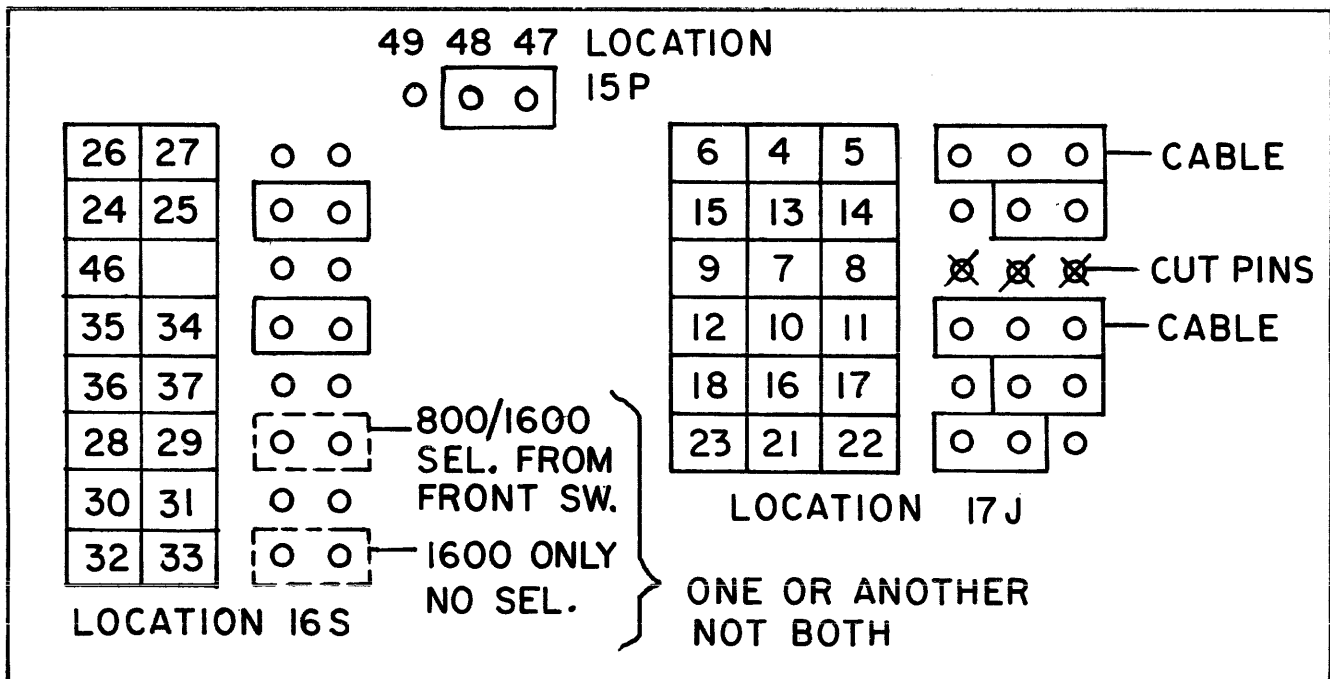 49 48 47 LOCATION
15P
26 27
24 25
46
35 34
36 37
28 29
30 31
32 33
LOCATION 16S
800/1600
SEL. FROM
FRONT SW.
1600 ONLY
NO SEL.
ONE OR ANOTHER
NOT BOTH
6 4 5
15 13 14
9 7 8
12 10 11
18 16 17
23 21 22
LOCATION 17J
CABLE
CUT PINS
CABLE